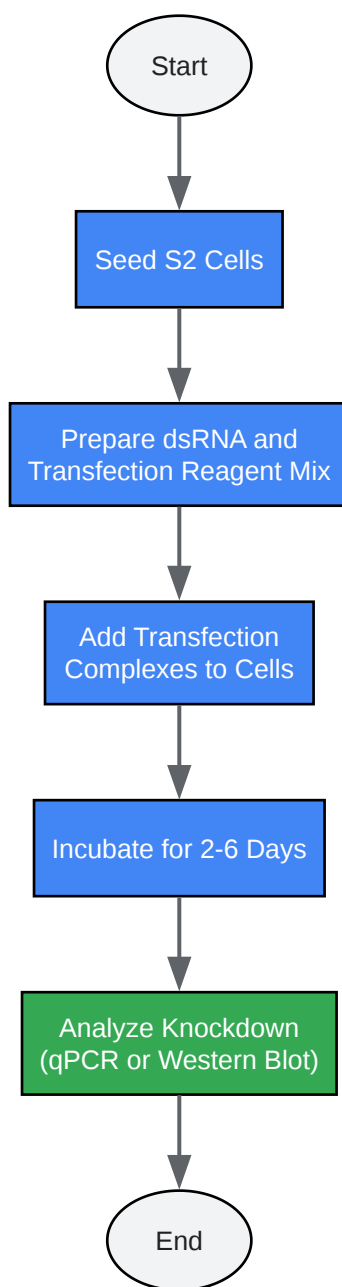 Start
Seed S2 Cells
Prepare dsRNA and
Transfection Reagent Mix
Add Transfection
Complexes to Cells
Incubate for 2-6 Days
Analyze Knockdown
(qPCR or Western Blot)
End